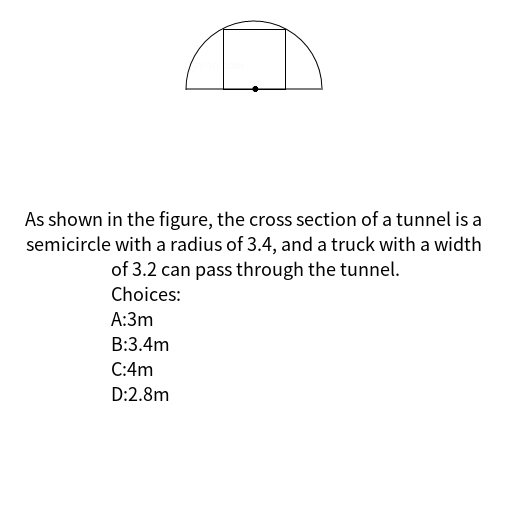 As shown in the figure, the cross section of a tunnel is a
semicircle with a radius of 3.4, and a truck with a width
of 3.2 can pass through the tunnel.
Choices:
A:3m
B:3.4m
C:4m
D:2.8m